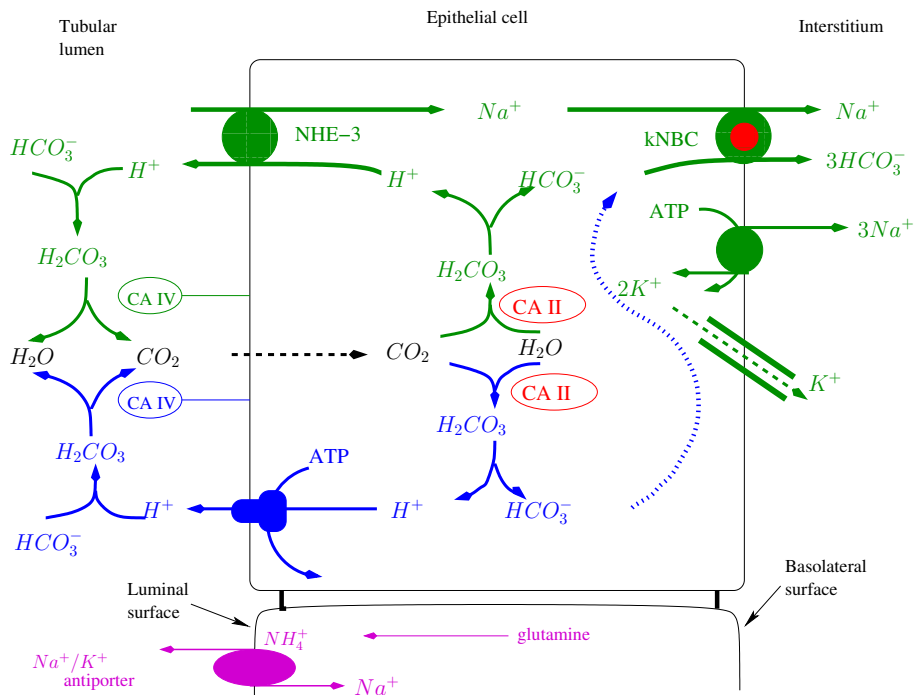 Epithelial cell
Tubular
lumen
Interstitium
Na⁺
Na⁺
NHE−3
kNBC
HCO₃⁻
H⁺
H⁺
HCO₃⁻
3HCO₃⁻
ATP
3Na⁺
H₂CO₃
H₂CO₃
2K⁺
CA IV
CA II
H₂O
CO₂
CO₂
H₂O
K⁺
CA IV
CA II
H₂CO₃
H₂CO₃
ATP
H⁺
H⁺
HCO₃⁻
HCO₃⁻
Luminal
surface
Basolateral
surface
NH₄⁺
glutamine
Na⁺/K⁺
antiporter
Na⁺